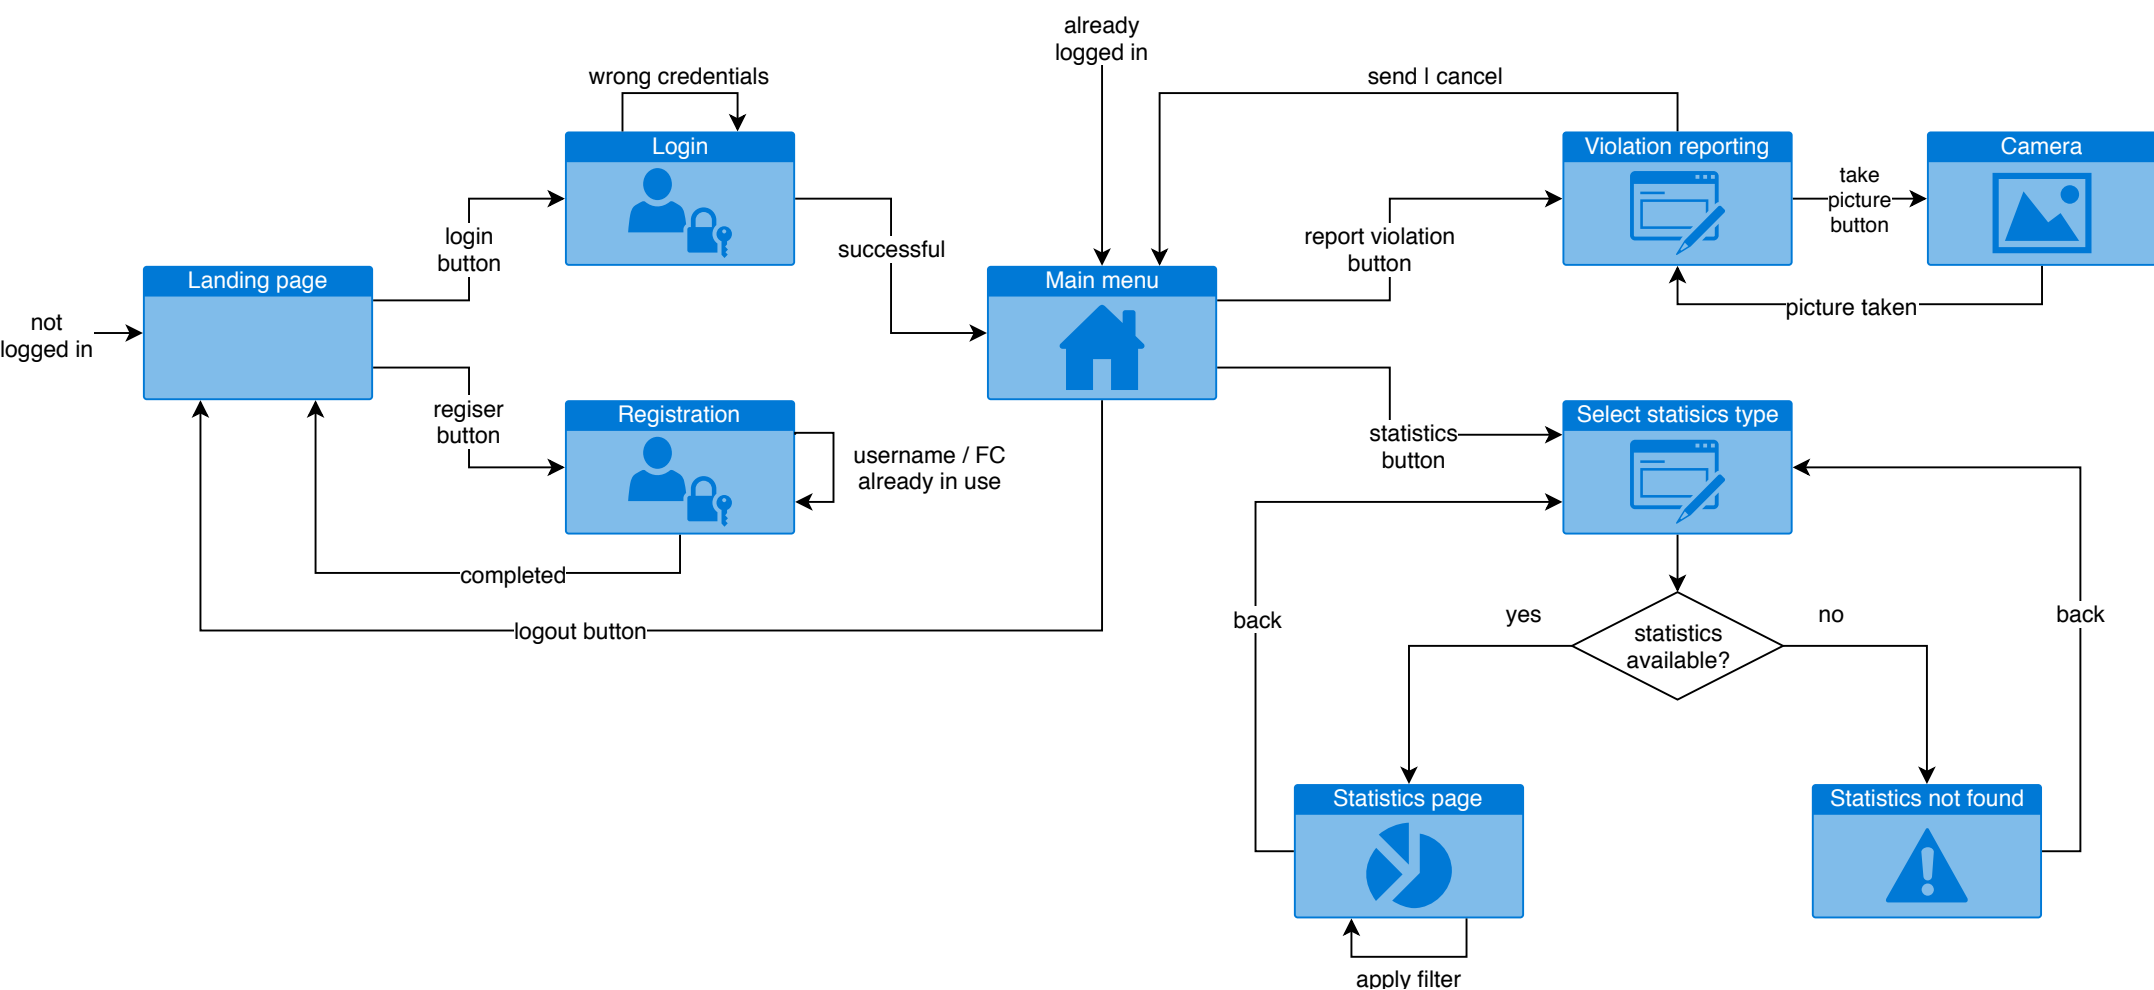 already
logged in
wrong credentials
send | cancel
Login
Violation reporting
Camera
take
picture
button
login
button
successful
report violation
button
Landing page
Main menu
picture taken
not
logged in
regiser
button
Registration
Select statisics type
statistics
button
username / FC
already in use
completed
logout button
back
yes
statistics
available?
no
back
Statistics page
Statistics not found
apply filter